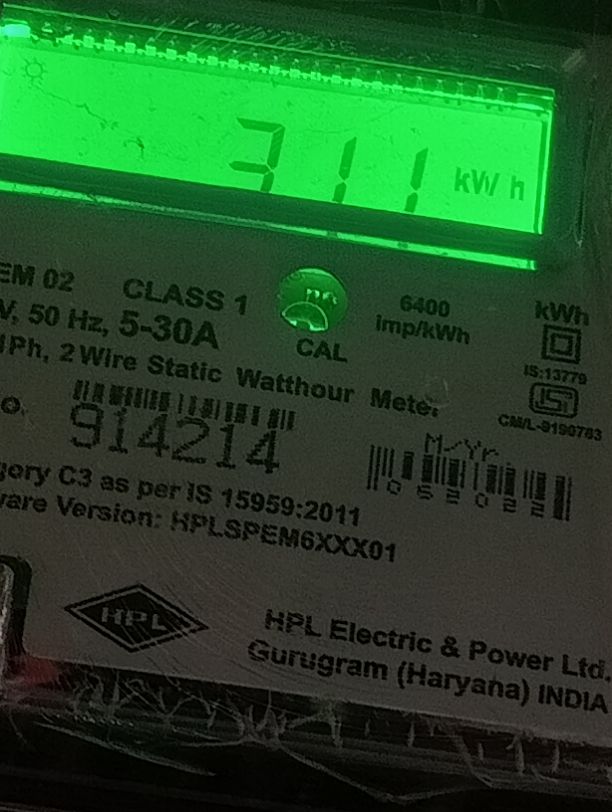 311 kWh
EM 02 CLASS 1
V, 50 Hz, 5-30A
CAL
6400
imp/kWh
kWh
IS:13779
CM/L-9190783
1Ph, 2 Wire Static Watthour Meter
o.
914214
M/Yr
062022
gory C3 as per IS 15959:2011
ware Version: HPLSPEM6XXX01
HPL
HPL Electric & Power Ltd.
Gurugram (Haryana) INDIA